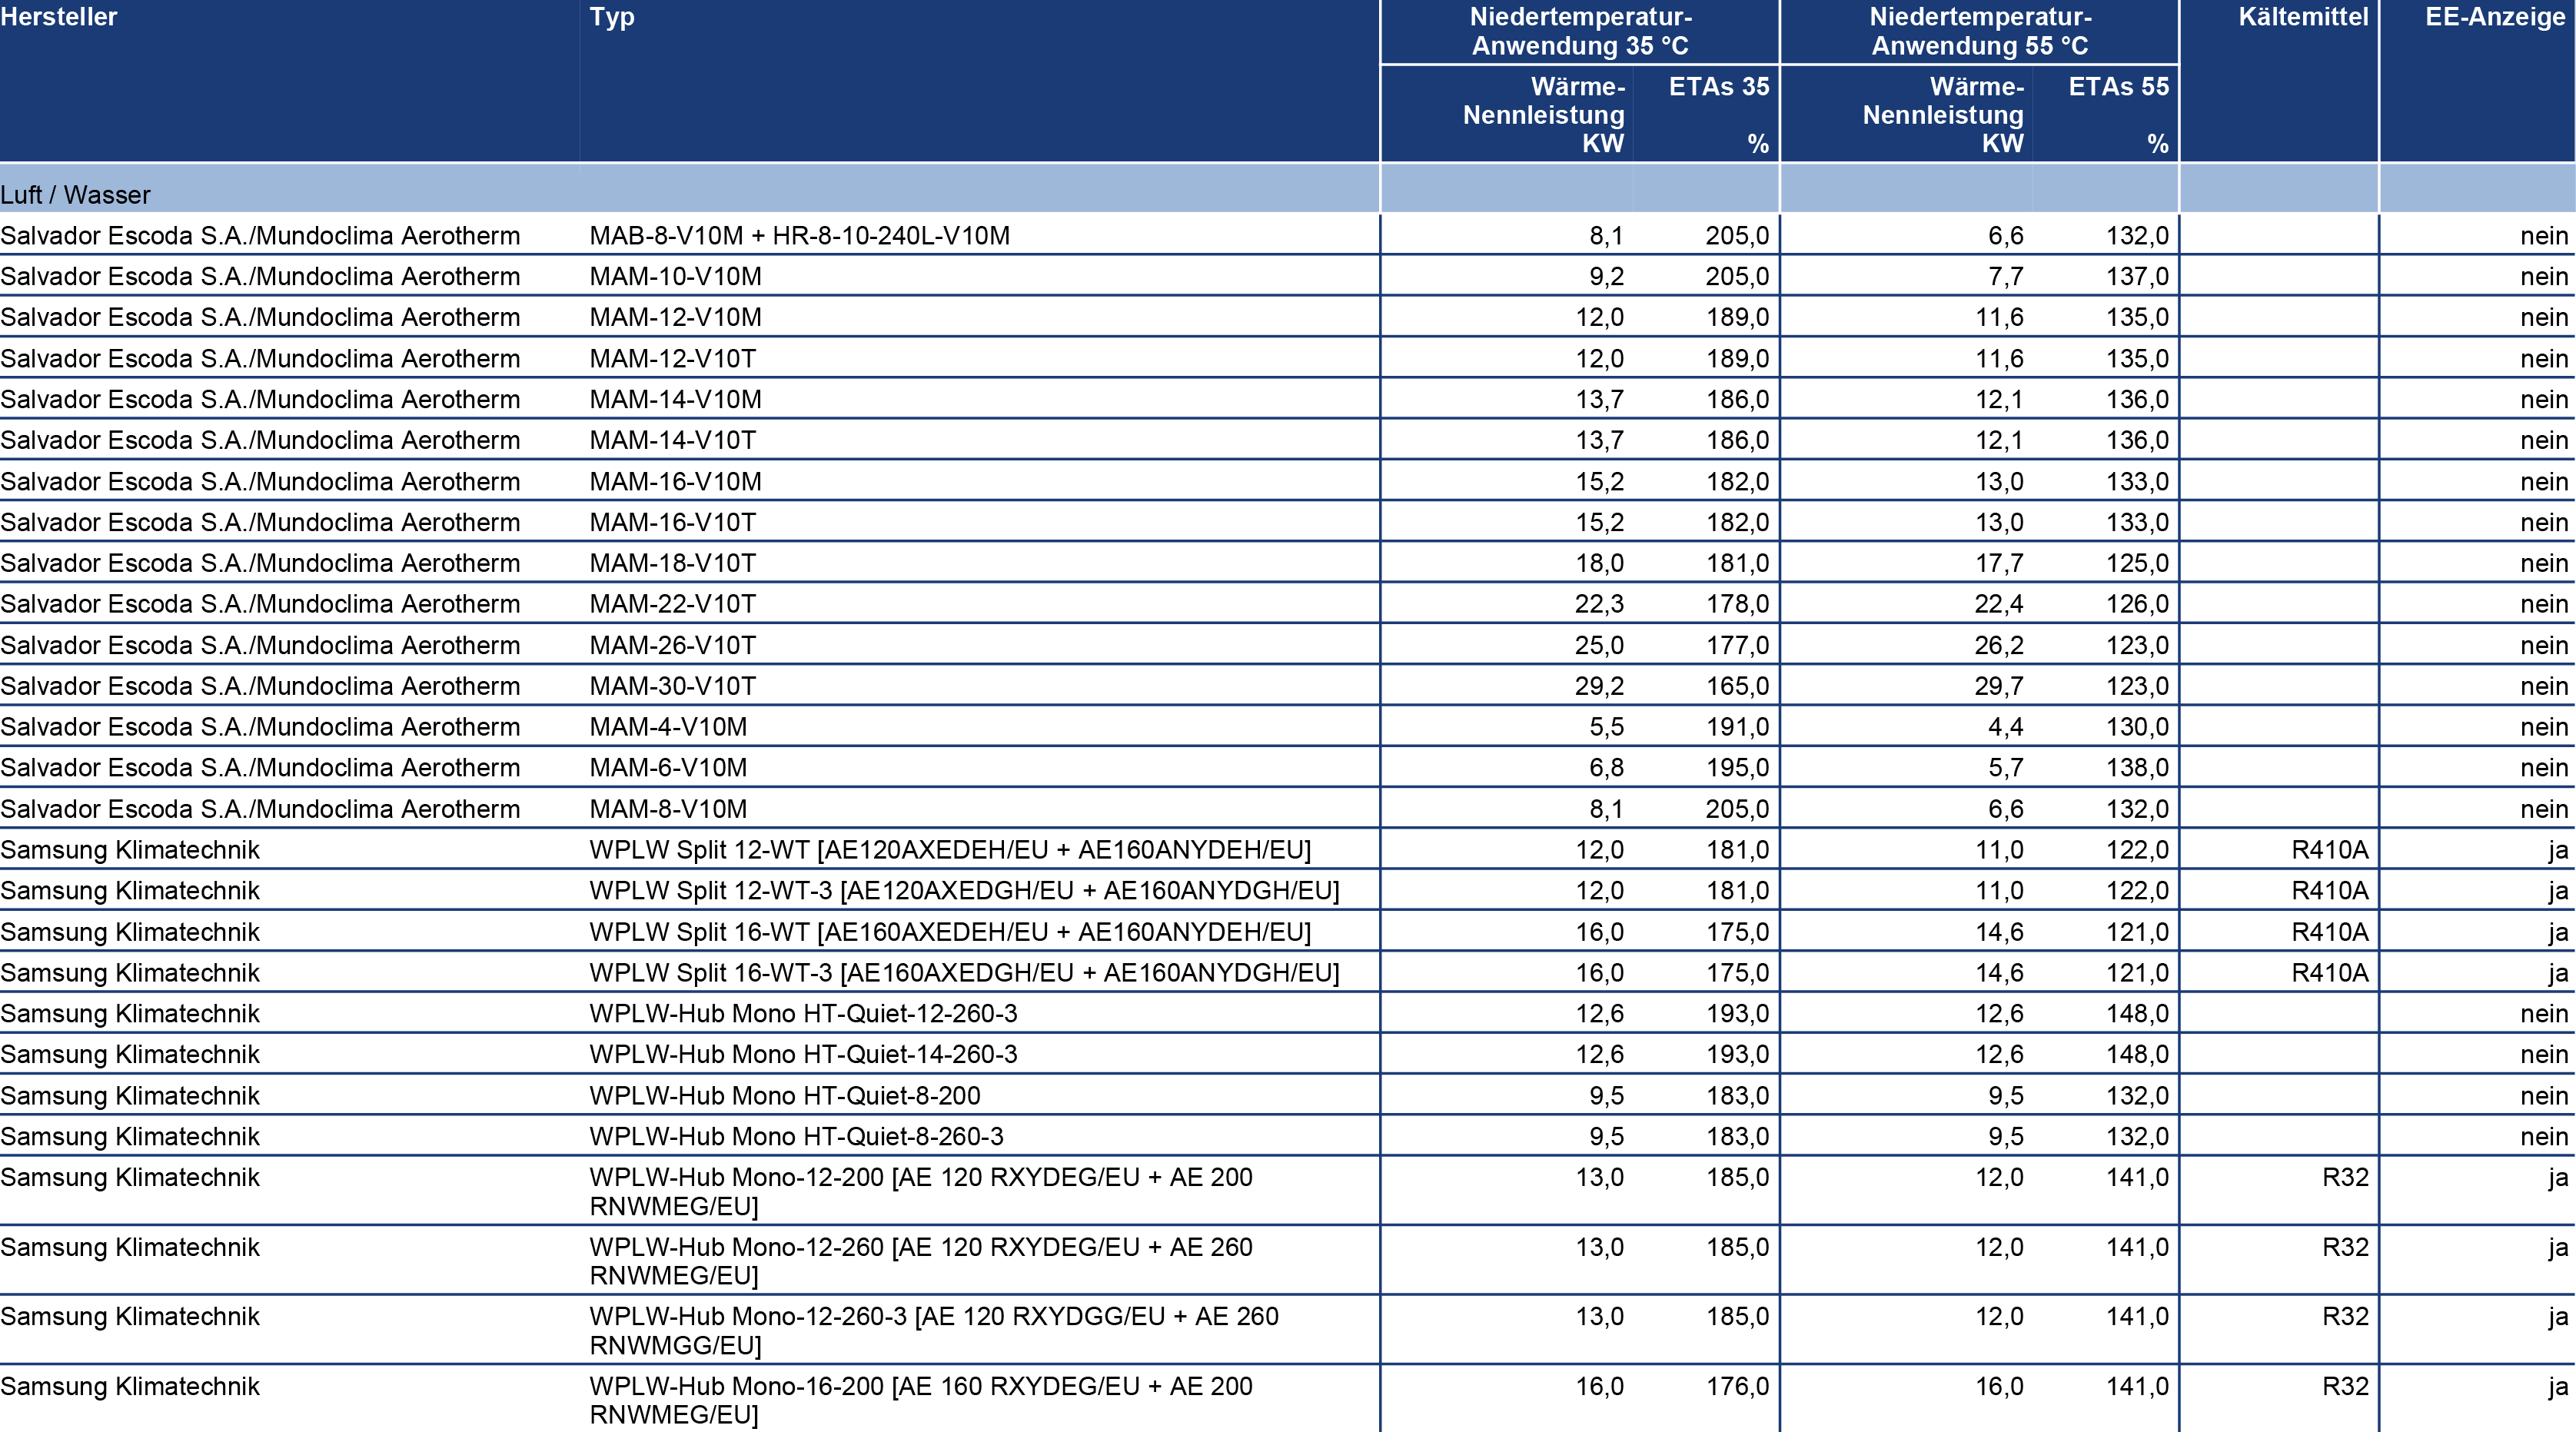 Hersteller Typ Niedertemperatur- Niedertemperatur- Kältemittel EE-Anzeige
Anwendung 35 °C Anwendung 55 °C
Wärme- ETAs 35 Wärme- ETAs 55
Nennleistung Nennleistung
KW % KW %
Luft / Wasser
Salvador Escoda S.A./Mundoclima Aerotherm MAB-8-V10M + HR-8-10-240L-V10M 8,1 205,0 6,6 132,0 nein
Salvador Escoda S.A./Mundoclima Aerotherm MAM-10-V10M 9,2 205,0 7,7 137,0 nein
Salvador Escoda S.A./Mundoclima Aerotherm MAM-12-V10M 12,0 189,0 11,6 135,0 nein
Salvador Escoda S.A./Mundoclima Aerotherm MAM-12-V10T 12,0 189,0 11,6 135,0 nein
Salvador Escoda S.A./Mundoclima Aerotherm MAM-14-V10M 13,7 186,0 12,1 136,0 nein
Salvador Escoda S.A./Mundoclima Aerotherm MAM-14-V10T 13,7 186,0 12,1 136,0 nein
Salvador Escoda S.A./Mundoclima Aerotherm MAM-16-V10M 15,2 182,0 13,0 133,0 nein
Salvador Escoda S.A./Mundoclima Aerotherm MAM-16-V10T 15,2 182,0 13,0 133,0 nein
Salvador Escoda S.A./Mundoclima Aerotherm MAM-18-V10T 18,0 181,0 17,7 125,0 nein
Salvador Escoda S.A./Mundoclima Aerotherm MAM-22-V10T 22,3 178,0 22,4 126,0 nein
Salvador Escoda S.A./Mundoclima Aerotherm MAM-26-V10T 25,0 177,0 26,2 123,0 nein
Salvador Escoda S.A./Mundoclima Aerotherm MAM-30-V10T 29,2 165,0 29,7 123,0 nein
Salvador Escoda S.A./Mundoclima Aerotherm MAM-4-V10M 5,5 191,0 4,4 130,0 nein
Salvador Escoda S.A./Mundoclima Aerotherm MAM-6-V10M 6,8 195,0 5,7 138,0 nein
Salvador Escoda S.A./Mundoclima Aerotherm MAM-8-V10M 8,1 205,0 6,6 132,0 nein
Samsung Klimatechnik WPLW Split 12-WT [AE120AXEDEH/EU + AE160ANYDEH/EU] 12,0 181,0 11,0 122,0 R410A ja
Samsung Klimatechnik WPLW Split 12-WT-3 [AE120AXEDGH/EU + AE160ANYDGH/EU] 12,0 181,0 11,0 122,0 R410A ja
Samsung Klimatechnik WPLW Split 16-WT [AE160AXEDEH/EU + AE160ANYDEH/EU] 16,0 175,0 14,6 121,0 R410A ja
Samsung Klimatechnik WPLW Split 16-WT-3 [AE160AXEDGH/EU + AE160ANYDGH/EU] 16,0 175,0 14,6 121,0 R410A ja
Samsung Klimatechnik WPLW-Hub Mono HT-Quiet-12-260-3 12,6 193,0 12,6 148,0 nein
Samsung Klimatechnik WPLW-Hub Mono HT-Quiet-14-260-3 12,6 193,0 12,6 148,0 nein
Samsung Klimatechnik WPLW-Hub Mono HT-Quiet-8-200 9,5 183,0 9,5 132,0 nein
Samsung Klimatechnik WPLW-Hub Mono HT-Quiet-8-260-3 9,5 183,0 9,5 132,0 nein
Samsung Klimatechnik WPLW-Hub Mono-12-200 [AE 120 RXYDEG/EU + AE 200 13,0 185,0 12,0 141,0 R32 ja
RNWMEG/EU]
Samsung Klimatechnik WPLW-Hub Mono-12-260 [AE 120 RXYDEG/EU + AE 260 13,0 185,0 12,0 141,0 R32 ja
RNWMEG/EU]
Samsung Klimatechnik WPLW-Hub Mono-12-260-3 [AE 120 RXYDGG/EU + AE 260 13,0 185,0 12,0 141,0 R32 ja
RNWMGG/EU]
Samsung Klimatechnik WPLW-Hub Mono-16-200 [AE 160 RXYDEG/EU + AE 200 16,0 176,0 16,0 141,0 R32 ja
RNWMEG/EU]